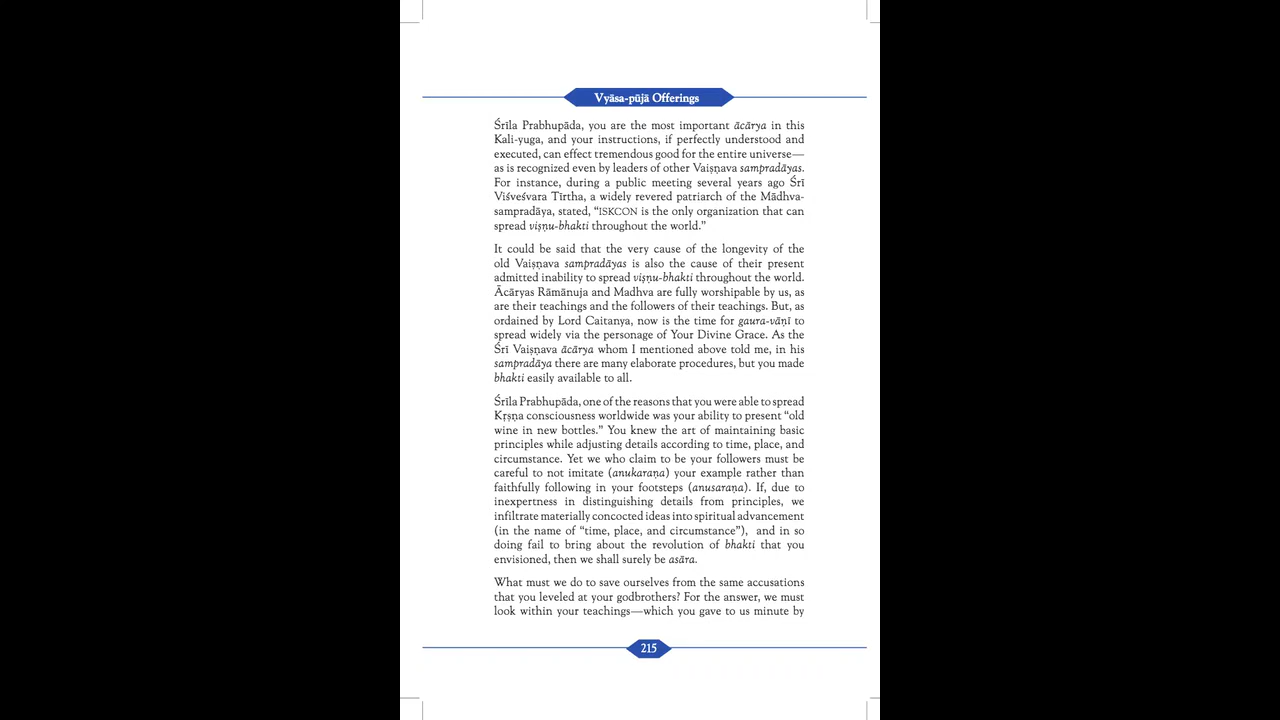 Vyāsa-pūjā Offerings
Śrīla Prabhupāda, you are the most important ācārya in this
Kali-yuga, and your instructions, if perfectly understood and
executed, can effect tremendous good for the entire universe—
as is recognized even by leaders of other Vaiṣṇava sampradāyas.
For instance, during a public meeting several years ago Śrī
Viśveśvara Tīrtha, a widely revered patriarch of the Mādhva-
sampradāya, stated, “ISKCON is the only organization that can
spread viṣṇu-bhakti throughout the world.”
It could be said that the very cause of the longevity of the
old Vaiṣṇava sampradāyas is also the cause of their present
admitted inability to spread viṣṇu-bhakti throughout the world.
Ācāryas Rāmānuja and Madhva are fully worshipable by us, as
are their teachings and the followers of their teachings. But, as
ordained by Lord Caitanya, now is the time for gaura-vāṇī to
spread widely via the personage of Your Divine Grace. As the
Śrī Vaiṣṇava ācārya whom I mentioned above told me, in his
sampradāya there are many elaborate procedures, but you made
bhakti easily available to all.
Śrīla Prabhupāda, one of the reasons that you were able to spread
Kṛṣṇa consciousness worldwide was your ability to present “old
wine in new bottles.” You knew the art of maintaining basic
principles while adjusting details according to time, place, and
circumstance. Yet we who claim to be your followers must be
careful to not imitate (anukaraṇa) your example rather than
faithfully following in your footsteps (anusaraṇa). If, due to
inexpertness in distinguishing details from principles, we
infiltrate materially concocted ideas into spiritual advancement
(in the name of “time, place, and circumstance”), and in so
doing fail to bring about the revolution of bhakti that you
envisioned, then we shall surely be asāra.
What must we do to save ourselves from the same accusations
that you leveled at your godbrothers? For the answer, we must
look within your teachings—which you gave to us minute by
215